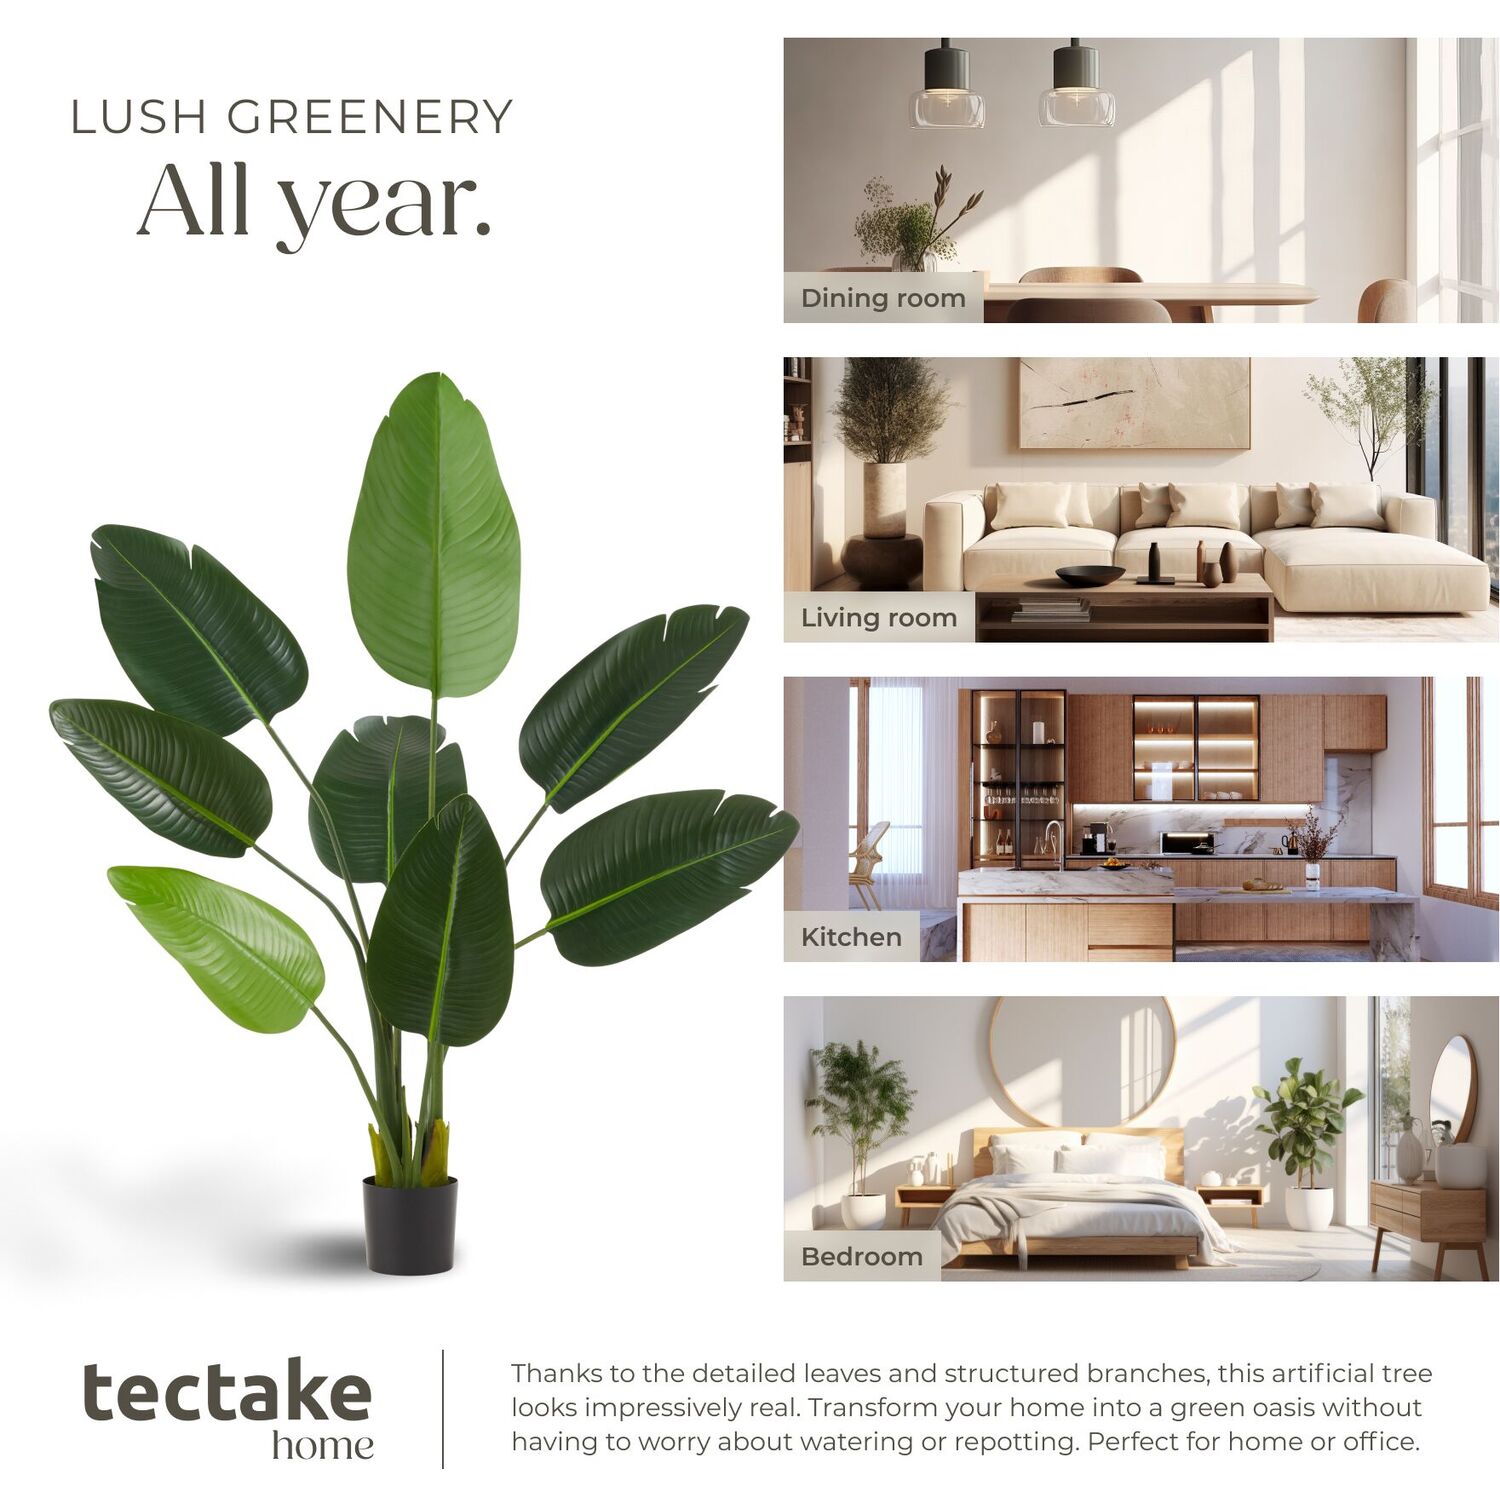 LUSH GREENERY
All year.
Dining room
Living room
Kitchen
Bedroom
tectake
home
Thanks to the detailed leaves and structured branches, this artificial tree
looks impressively real. Transform your home into a green oasis without
having to worry about watering or repotting. Perfect for home or office.